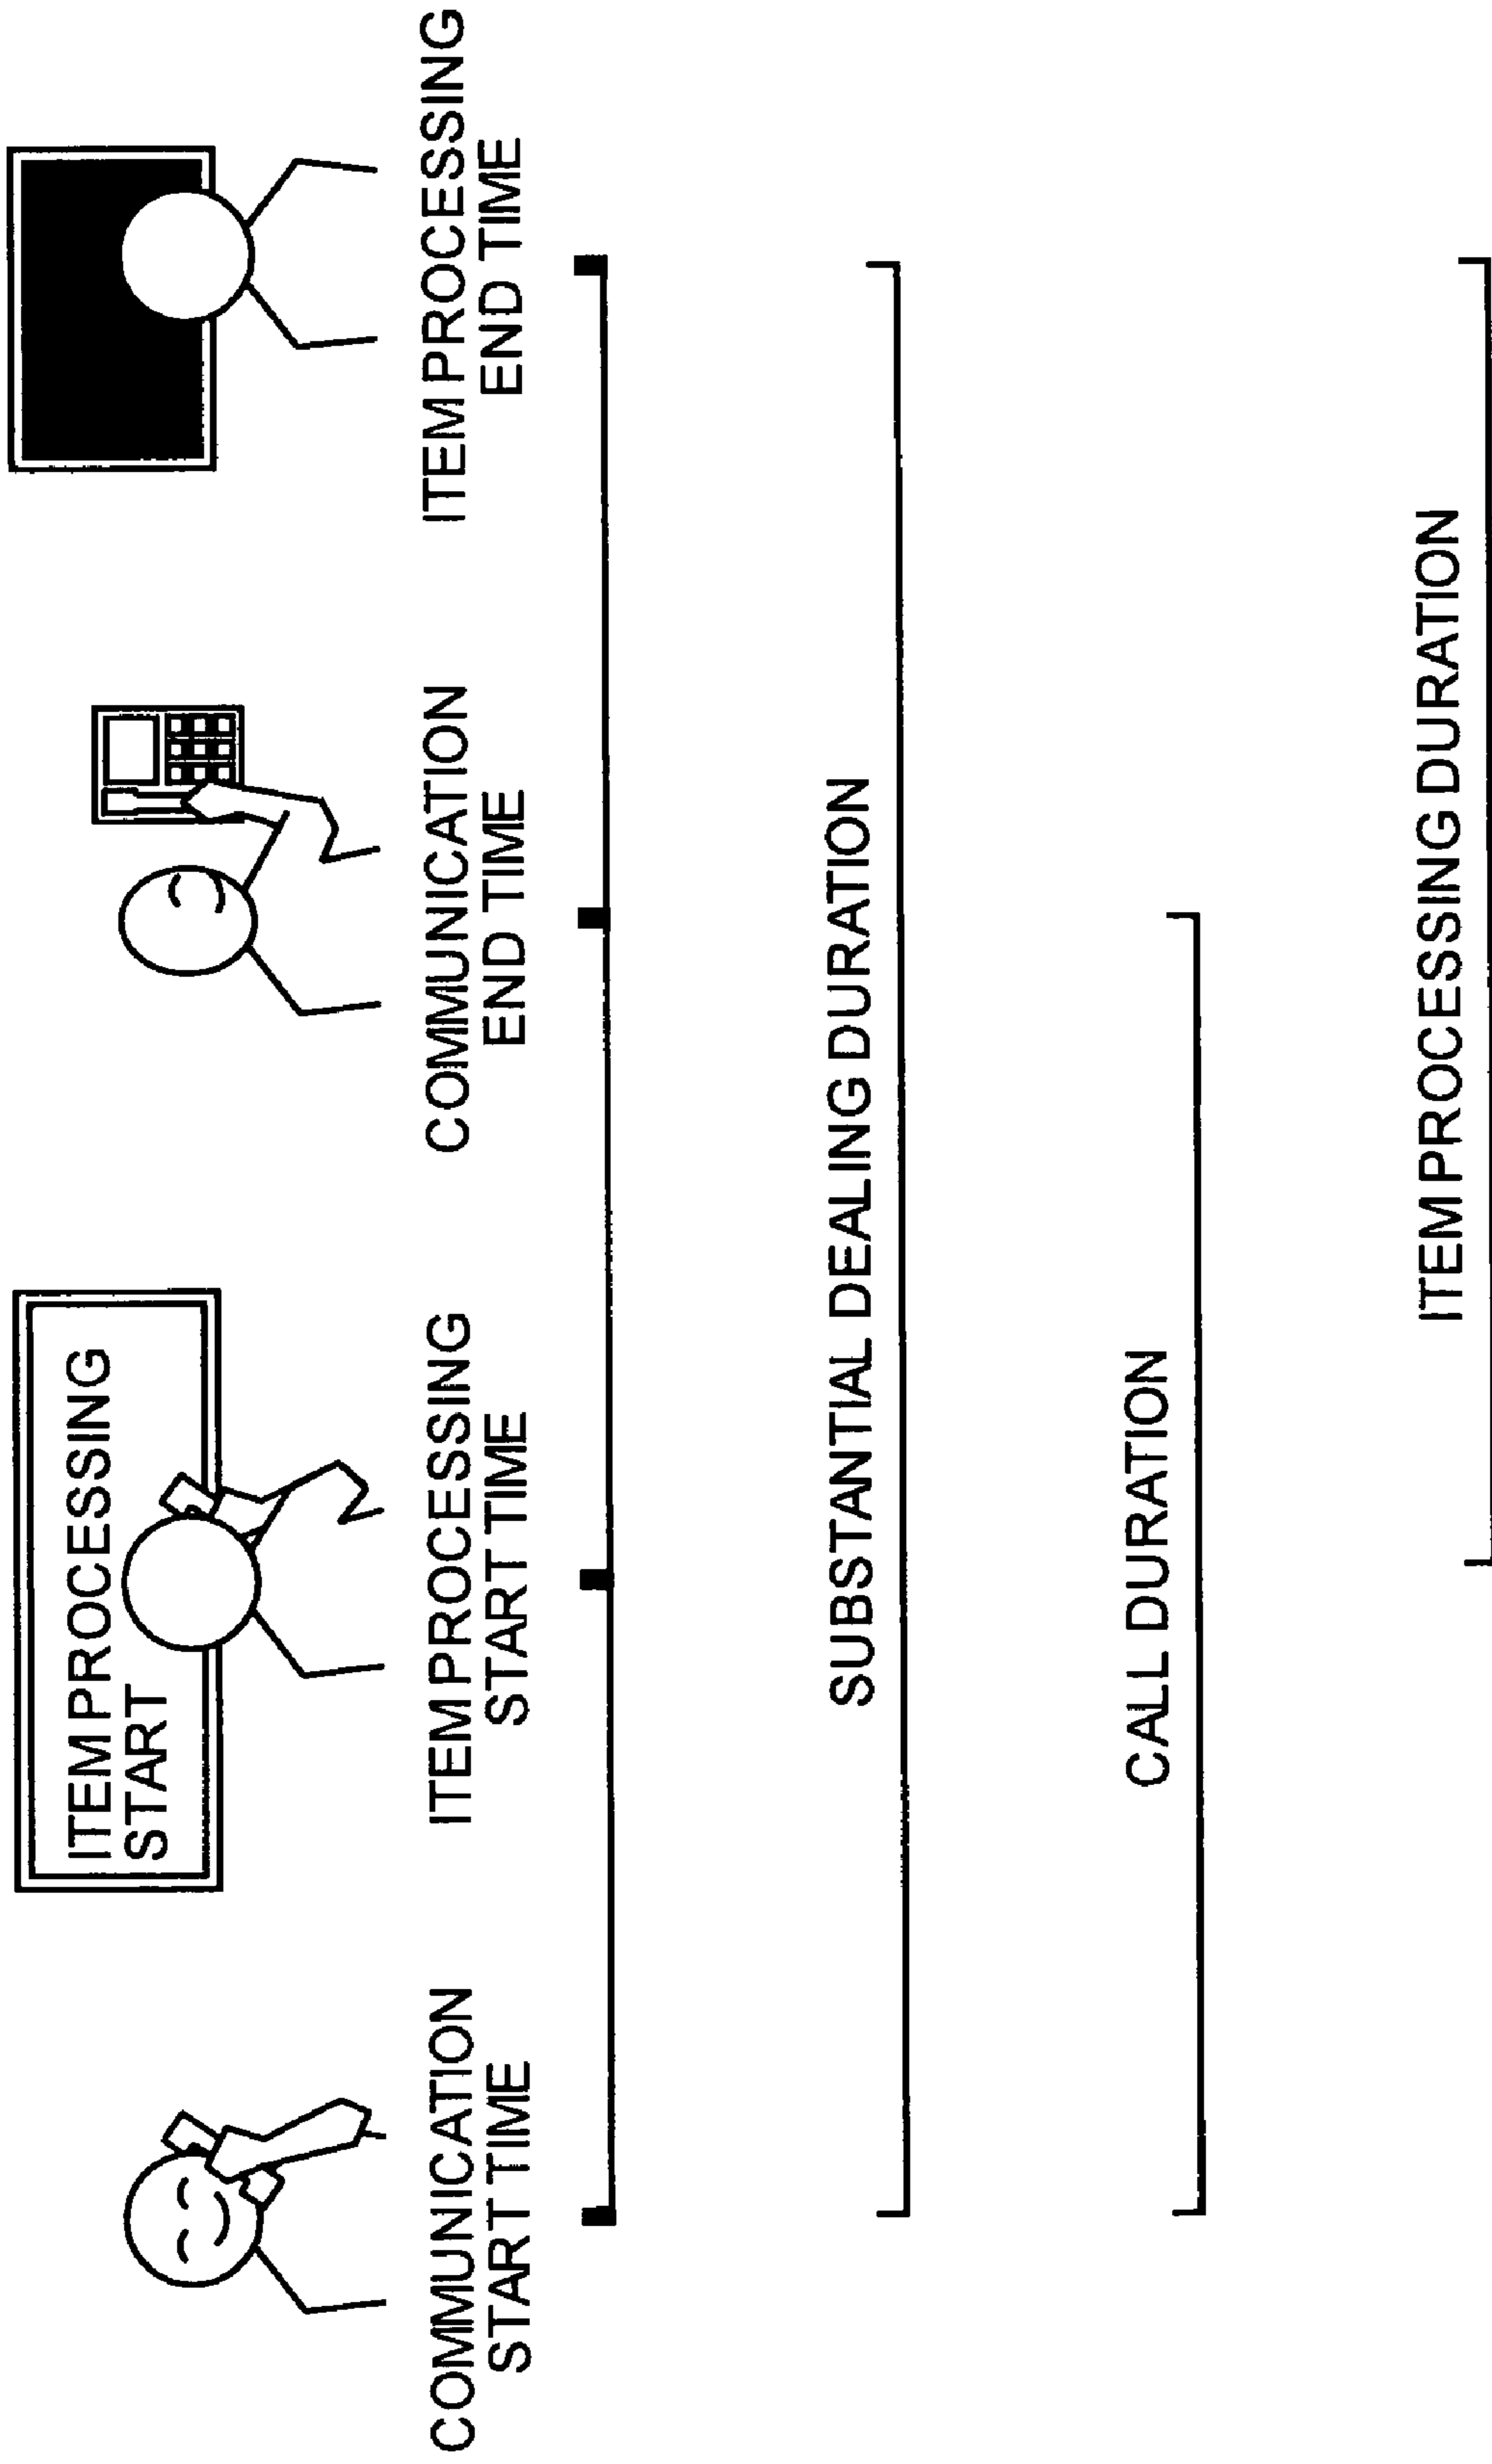 ITEM PROCESSING
START
COMMUNICATION
START TIME
ITEM PROCESSING
START TIME
COMMUNICATION
END TIME
ITEM PROCESSING
END TIME
SUBSTANTIAL DEALING DURATION
CALL DURATION
ITEM PROCESSING DURATION